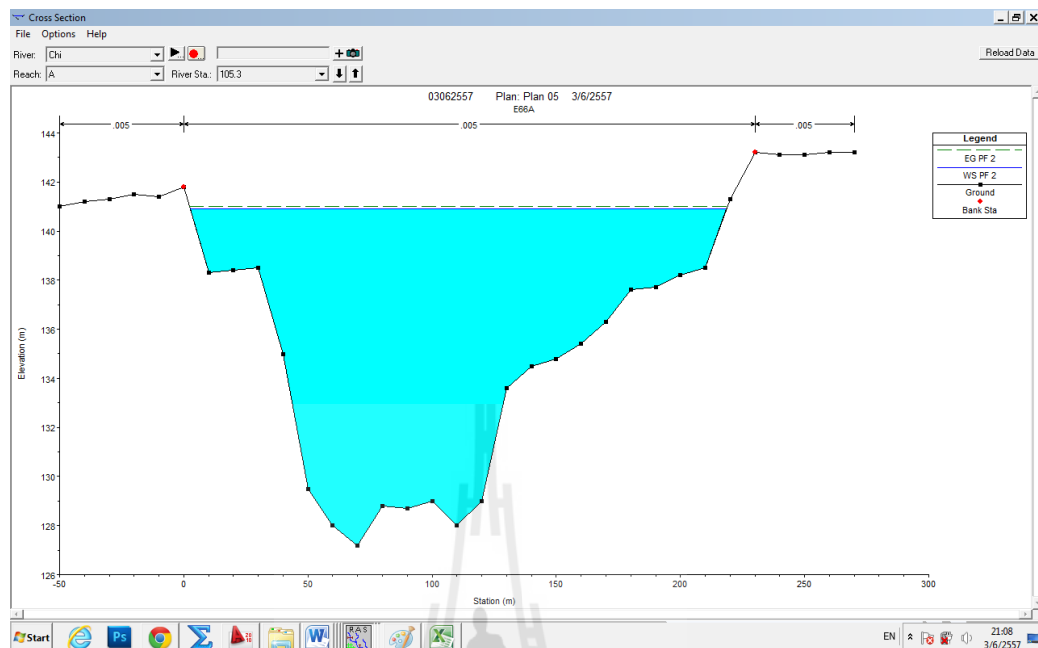 Cross Section
File Options Help
River: Chi
Reload Data
Reach: A River Sta.: 105.3
03062557 Plan: Plan 05 3/6/2557
E66A
.005 .005 .005
Legend
EG PF 2
WS PF 2
Ground
Bank Sta
Elevation (m)
144
142
140
138
136
134
132
130
128
126
-50 0 50 100 150 200 250 300
Station (m)
Start Ps W RAS EN 21:08
3/6/2557